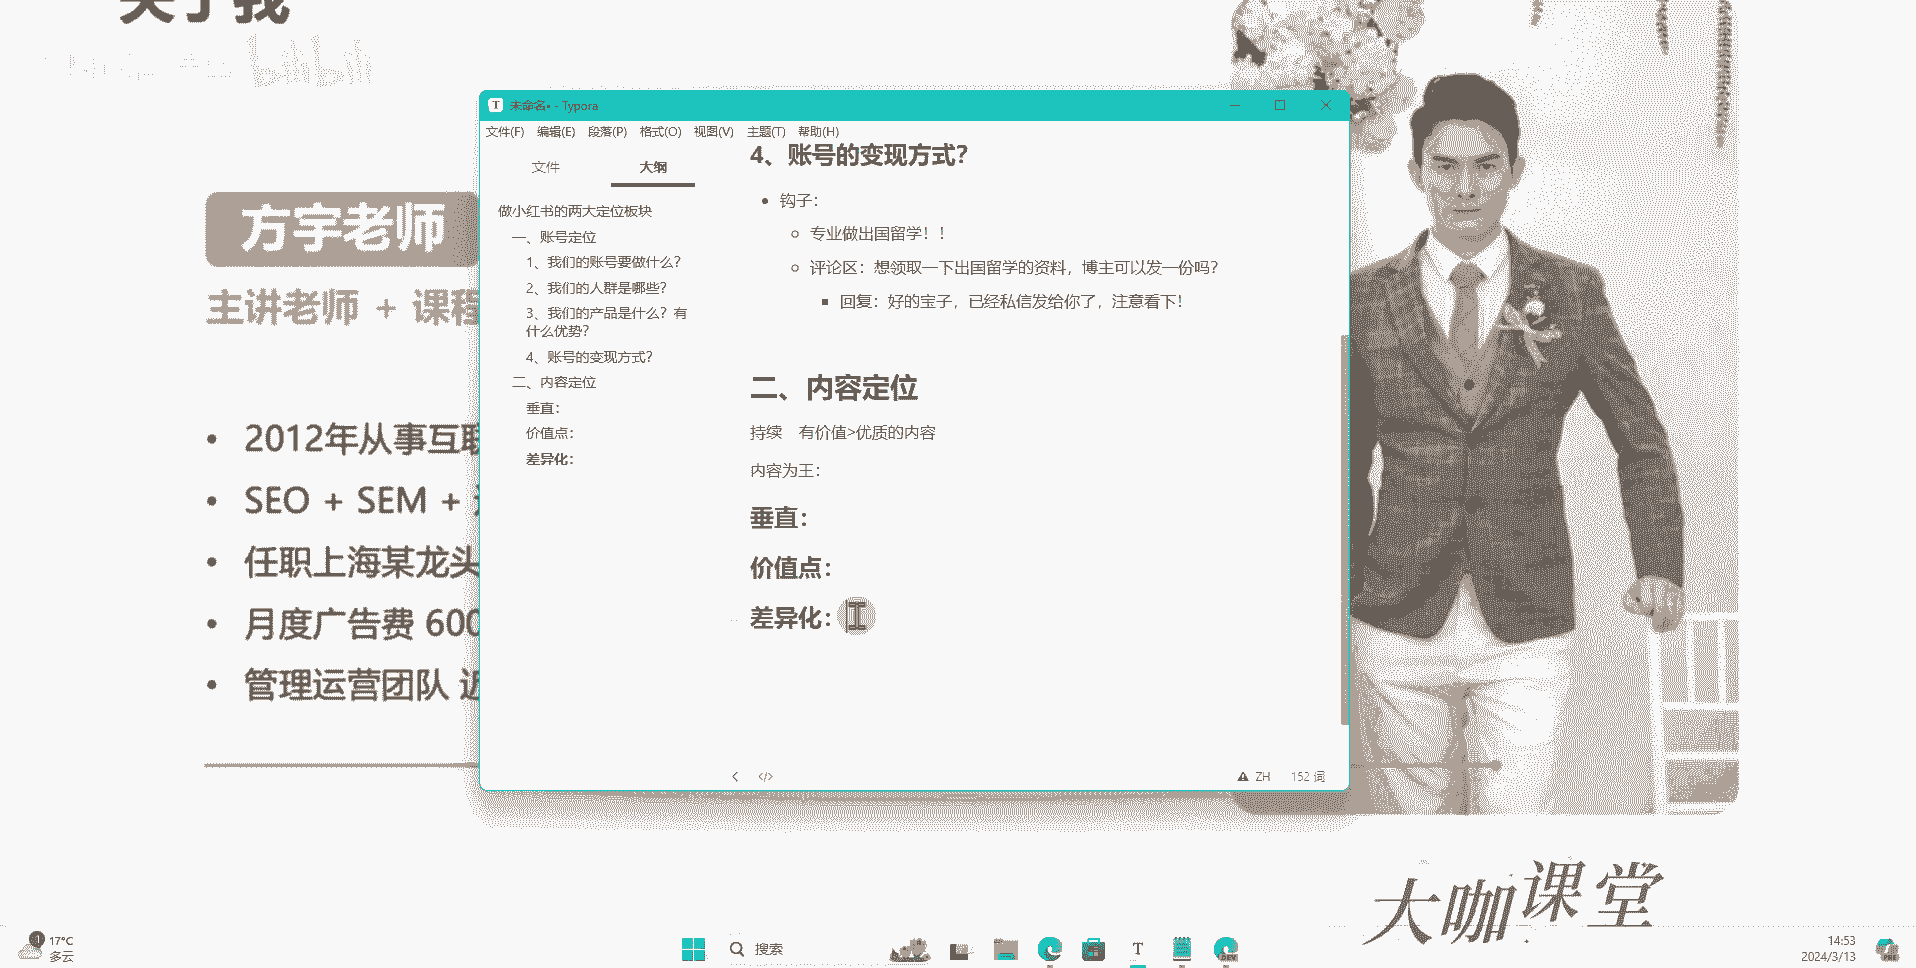 关于我
bilibili
方宇老师
主讲老师 + 课程
2012年从事互联
SEO + SEM +
任职上海某龙头
月度广告费 600
管理运营团队 近
未命名• - Typora
文件(F) 编辑(E) 段落(P) 格式(O) 视图(V) 主题(T) 帮助(H)
文件 大纲
做小红书的两大定位板块
一、账号定位
1、我们的账号要做什么?
2、我们的人群是哪些?
3、我们的产品是什么? 有
什么优势?
4、账号的变现方式?
二、内容定位
垂直:
价值点:
差异化:
4、账号的变现方式?
钩子:
专业做出国留学! !
评论区: 想领取一下出国留学的资料, 博主可以发一份吗?
回复: 好的宝子, 已经私信发给你了, 注意看下!
二、内容定位
持续 有价值>优质的内容
内容为王:
垂直:
价值点:
差异化:
ZH 152 词
大咖课堂
1
17°C
多云
搜索
T
DEV
14:53
2024/3/13
PRE